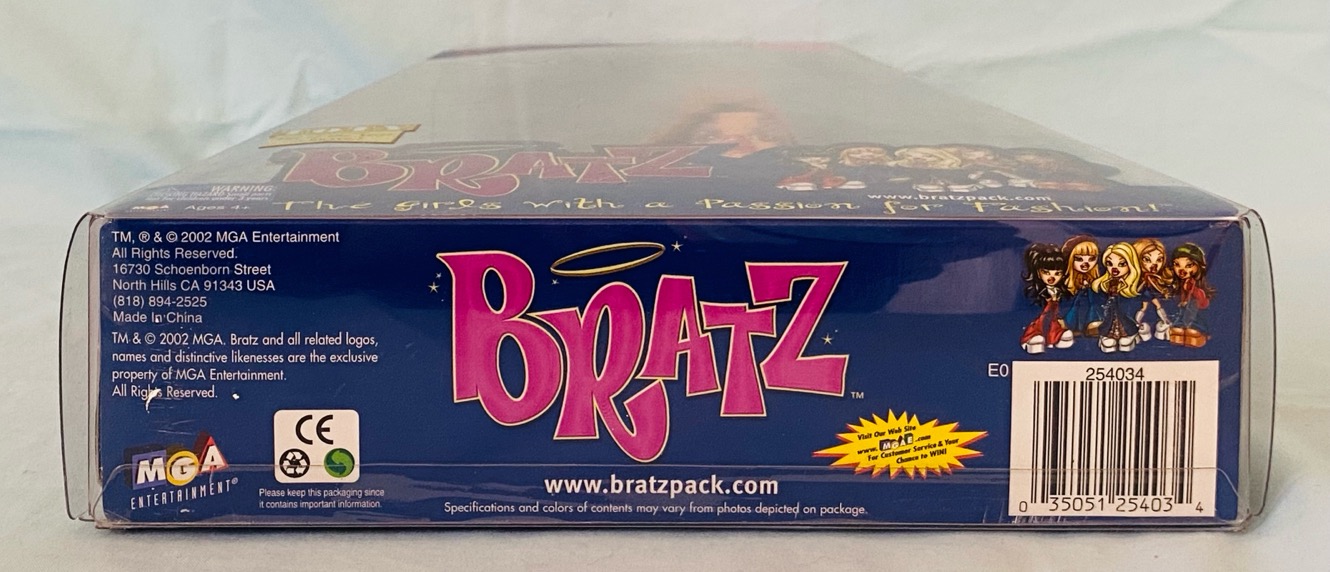 BRATZ
WARNING:
MGA Ages 4+ The girls with a Passion for Fashion!
www.bratzpack.com
TM, ® & © 2002 MGA Entertainment
All Rights Reserved.
16730 Schoenborn Street
North Hills CA 91343 USA
(818) 894-2525
Made In China
TM & © 2002 MGA. Bratz and all related logos,
names and distinctive likenesses are the exclusive
property of MGA Entertainment.
All Rights Reserved.
MGA
ENTERTAINMENT®
CE
Please keep this packaging since
it contains important information.
BRATZ™
www.bratzpack.com
Specifications and colors of contents may vary from photos depicted on package.
Visit Our Web Site
www.MGAE.com
For Customer Service & Your
Chance to WIN!
E0
254034
0 35051 25403 4